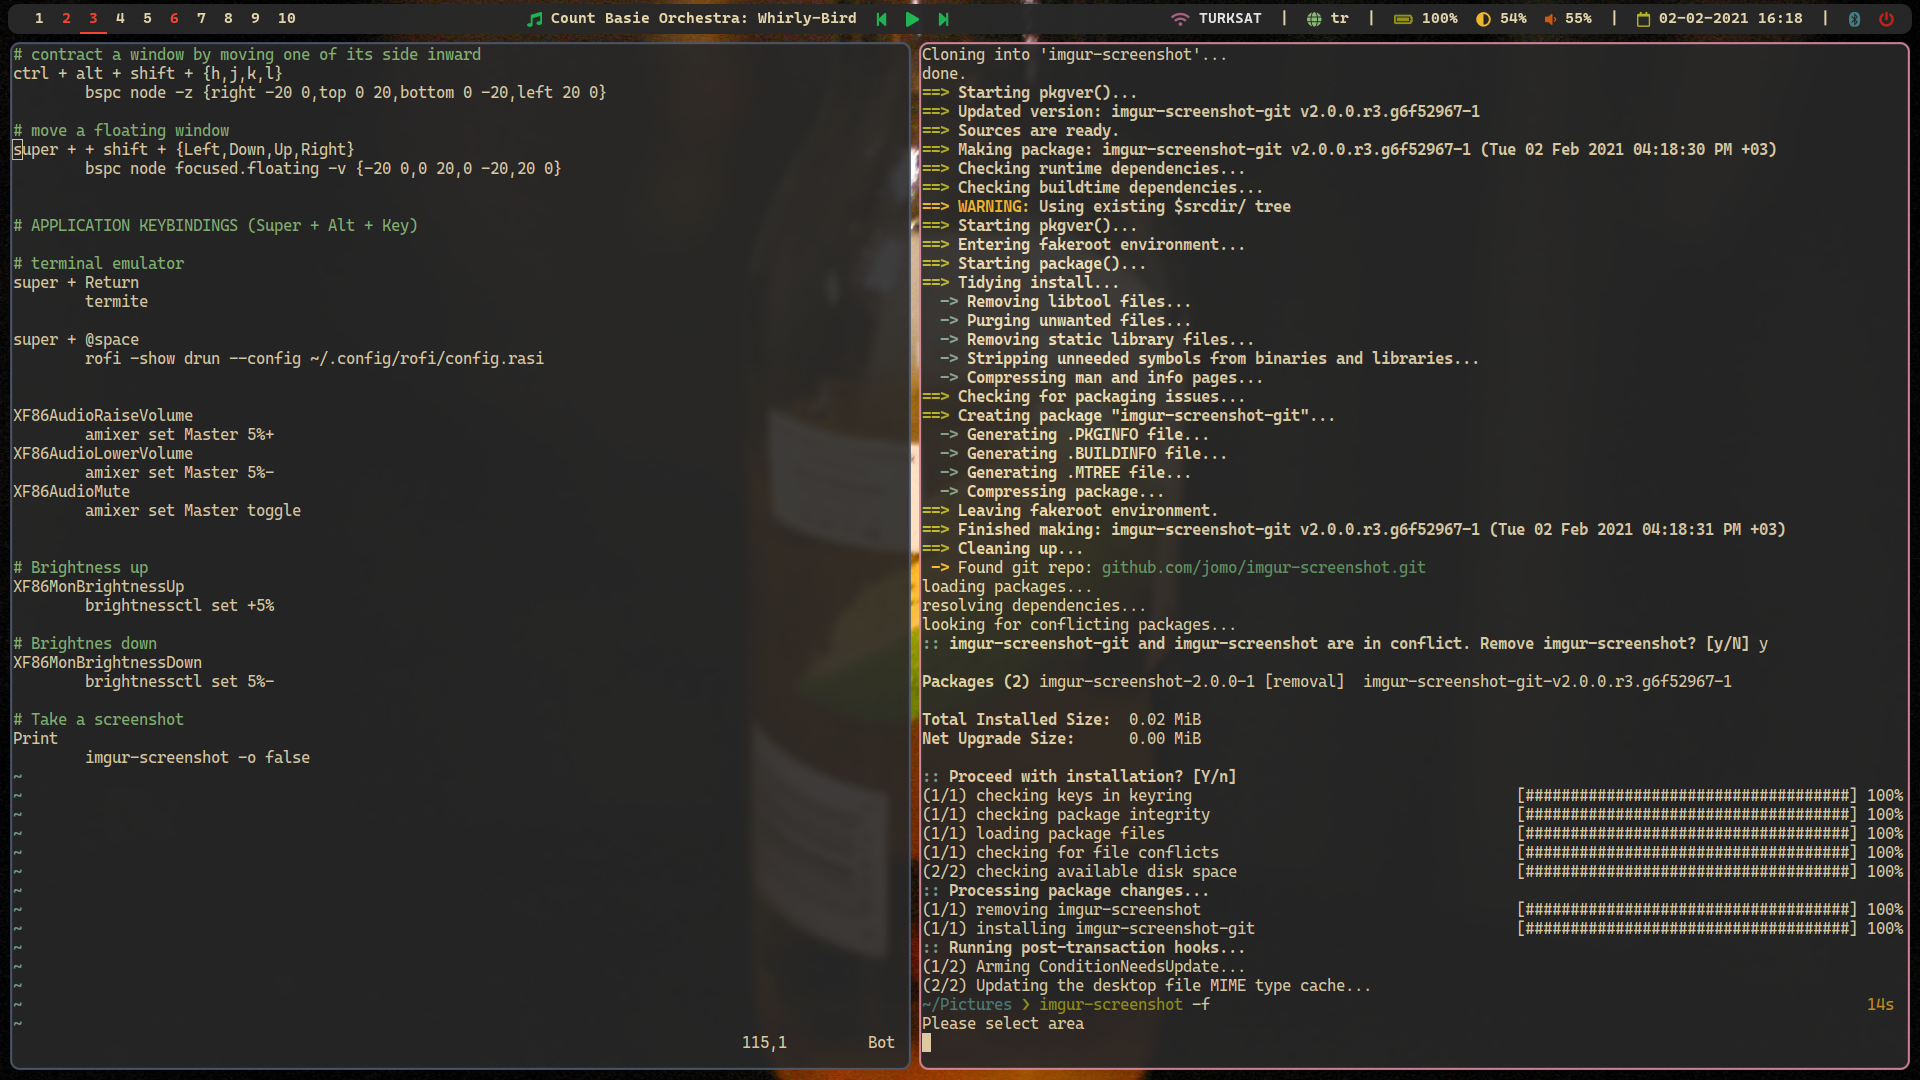 1 2 3 4 5 6 7 8 9 10
Count Basie Orchestra: Whirly-Bird
TURKSAT | tr | 100% 54% 55% | 02-02-2021 16:18 |
# contract a window by moving one of its side inward
ctrl + alt + shift + {h,j,k,l}
bspc node -z {right -20 0,top 0 20,bottom 0 -20,left 20 0}
# move a floating window
super + + shift + {Left,Down,Up,Right}
bspc node focused.floating -v {-20 0,0 20,0 -20,20 0}
# APPLICATION KEYBINDINGS (Super + Alt + Key)
# terminal emulator
super + Return
termite
super + @space
rofi -show drun --config ~/.config/rofi/config.rasi
XF86AudioRaiseVolume
amixer set Master 5%+
XF86AudioLowerVolume
amixer set Master 5%-
XF86AudioMute
amixer set Master toggle
# Brightness up
XF86MonBrightnessUp
brightnessctl set +5%
# Brightnes down
XF86MonBrightnessDown
brightnessctl set 5%-
# Take a screenshot
Print
imgur-screenshot -o false
~
~
~
~
~
~
~
~
~
~
~
~
~
~
115,1 Bot
Cloning into 'imgur-screenshot'...
done.
==> Starting pkgver()...
==> Updated version: imgur-screenshot-git v2.0.0.r3.g6f52967-1
==> Sources are ready.
==> Making package: imgur-screenshot-git v2.0.0.r3.g6f52967-1 (Tue 02 Feb 2021 04:18:30 PM +03)
==> Checking runtime dependencies...
==> Checking buildtime dependencies...
==> WARNING: Using existing $srcdir/ tree
==> Starting pkgver()...
==> Entering fakeroot environment...
==> Starting package()...
==> Tidying install...
-> Removing libtool files...
-> Purging unwanted files...
-> Removing static library files...
-> Stripping unneeded symbols from binaries and libraries...
-> Compressing man and info pages...
==> Checking for packaging issues...
==> Creating package "imgur-screenshot-git"...
-> Generating .PKGINFO file...
-> Generating .BUILDINFO file...
-> Generating .MTREE file...
-> Compressing package...
==> Leaving fakeroot environment.
==> Finished making: imgur-screenshot-git v2.0.0.r3.g6f52967-1 (Tue 02 Feb 2021 04:18:31 PM +03)
==> Cleaning up...
-> Found git repo: github.com/jomo/imgur-screenshot.git
loading packages...
resolving dependencies...
looking for conflicting packages...
:: imgur-screenshot-git and imgur-screenshot are in conflict. Remove imgur-screenshot? [y/N] y
Packages (2) imgur-screenshot-2.0.0-1 [removal]  imgur-screenshot-git-v2.0.0.r3.g6f52967-1
Total Installed Size:  0.02 MiB
Net Upgrade Size:      0.00 MiB
:: Proceed with installation? [Y/n]
(1/1) checking keys in keyring [####################################] 100%
(1/1) checking package integrity [####################################] 100%
(1/1) loading package files [####################################] 100%
(1/1) checking for file conflicts [####################################] 100%
(2/2) checking available disk space [####################################] 100%
:: Processing package changes...
(1/1) removing imgur-screenshot [####################################] 100%
(1/1) installing imgur-screenshot-git [####################################] 100%
:: Running post-transaction hooks...
(1/2) Arming ConditionNeedsUpdate...
(2/2) Updating the desktop file MIME type cache...
~/Pictures ❯ imgur-screenshot -f 14s
Please select area